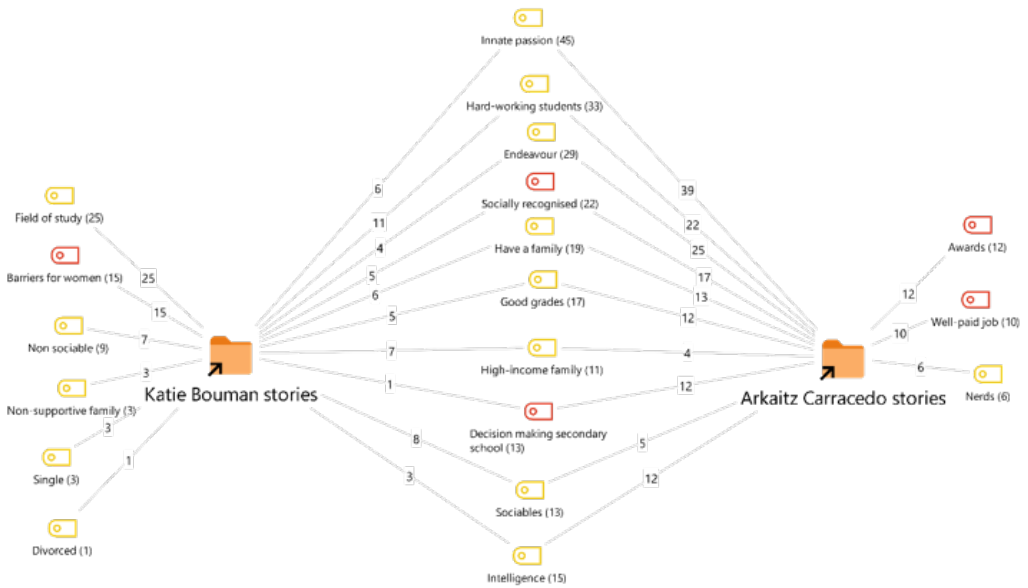 Innate passion (45)
Hard-working students (33)
Endeavour (29)
Socially recognised (22)
Have a family (19)
Good grades (17)
High-income family (11)
Decision making secondary
school (13)
Sociables (13)
Intelligence (15)
Field of study (25)
Barriers for women (15)
Non sociable (9)
Non-supportive family (3)
Single (3)
Divorced (1)
25
15
7
3
3
1
Katie Bouman stories
6
11
4
5
6
5
7
1
8
3
39
22
25
17
13
12
4
12
5
12
Arkaitz Carracedo stories
12
10
6
Awards (12)
Well-paid job (10)
Nerds (6)